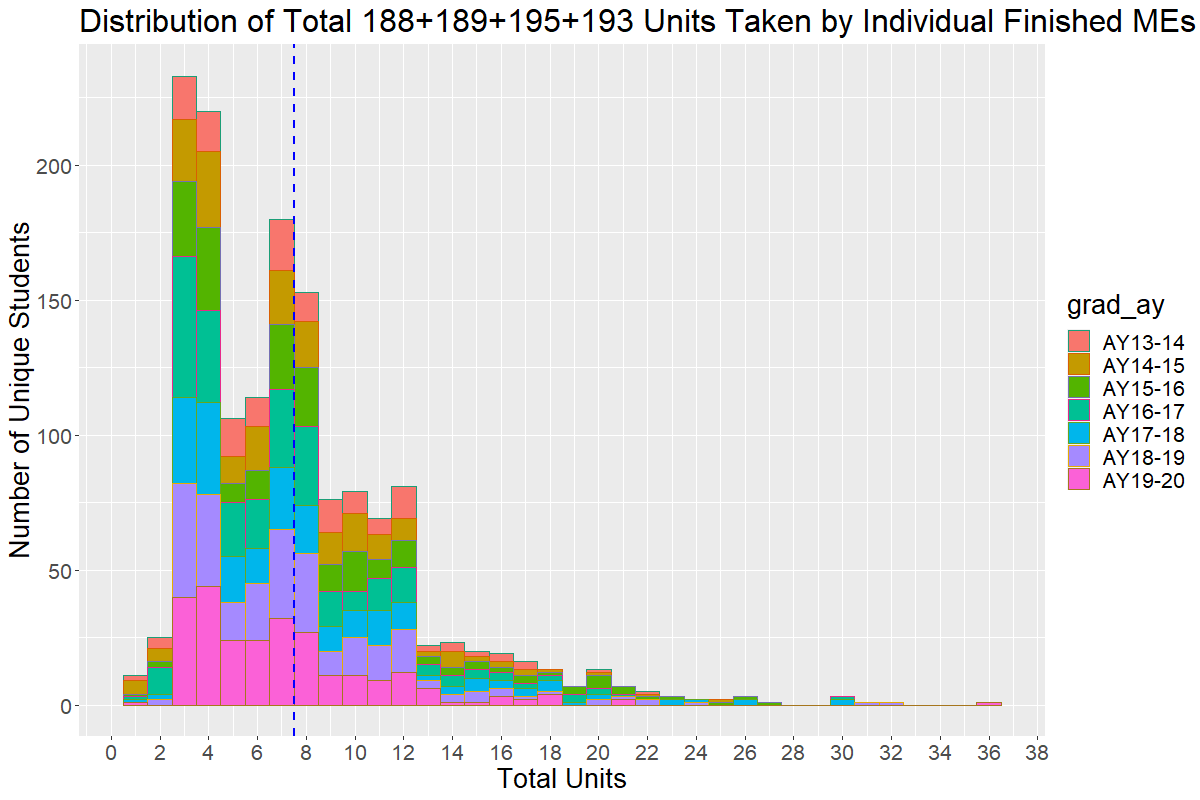 Distribution of Total 188+189+195+193 Units Taken by Individual Finished MEs
Number of Unique Students
200
150
100
50
0
0 2 4 6 8 10 12 14 16 18 20 22 24 26 28 30 32 34 36 38
Total Units
grad_ay
AY13-14
AY14-15
AY15-16
AY16-17
AY17-18
AY18-19
AY19-20